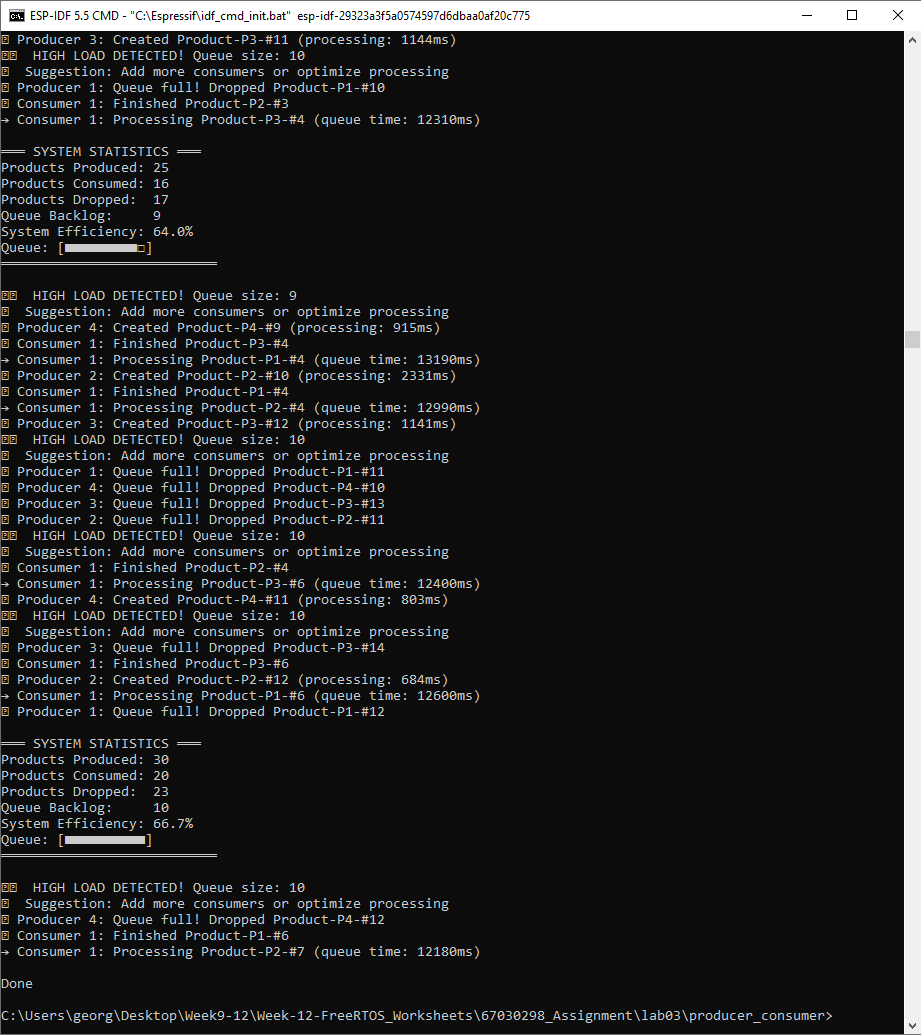 ESP-IDF 5.5 CMD - "C:\Espressif\idf_cmd_init.bat"  esp-idf-29323a3f5a0574597d6dbaa0af20c775
Producer 3: Created Product-P3-#11 (processing: 1144ms)
HIGH LOAD DETECTED! Queue size: 10
Suggestion: Add more consumers or optimize processing
Producer 1: Queue full! Dropped Product-P1-#10
Consumer 1: Finished Product-P2-#3
→ Consumer 1: Processing Product-P3-#4 (queue time: 12310ms)
═══ SYSTEM STATISTICS ═══
Products Produced: 25
Products Consumed: 16
Products Dropped:  17
Queue Backlog:     9
System Efficiency: 64.0%
Queue: [■■■■■■■■■□]
═══════════════════════════
HIGH LOAD DETECTED! Queue size: 9
Suggestion: Add more consumers or optimize processing
Producer 4: Created Product-P4-#9 (processing: 915ms)
Consumer 1: Finished Product-P3-#4
→ Consumer 1: Processing Product-P1-#4 (queue time: 13190ms)
Producer 2: Created Product-P2-#10 (processing: 2331ms)
Consumer 1: Finished Product-P1-#4
→ Consumer 1: Processing Product-P2-#4 (queue time: 12990ms)
Producer 3: Created Product-P3-#12 (processing: 1141ms)
HIGH LOAD DETECTED! Queue size: 10
Suggestion: Add more consumers or optimize processing
Producer 1: Queue full! Dropped Product-P1-#11
Producer 4: Queue full! Dropped Product-P4-#10
Producer 3: Queue full! Dropped Product-P3-#13
Producer 2: Queue full! Dropped Product-P2-#11
HIGH LOAD DETECTED! Queue size: 10
Suggestion: Add more consumers or optimize processing
Consumer 1: Finished Product-P2-#4
→ Consumer 1: Processing Product-P3-#6 (queue time: 12400ms)
Producer 4: Created Product-P4-#11 (processing: 803ms)
HIGH LOAD DETECTED! Queue size: 10
Suggestion: Add more consumers or optimize processing
Producer 3: Queue full! Dropped Product-P3-#14
Consumer 1: Finished Product-P3-#6
Producer 2: Created Product-P2-#12 (processing: 684ms)
→ Consumer 1: Processing Product-P1-#6 (queue time: 12600ms)
Producer 1: Queue full! Dropped Product-P1-#12
═══ SYSTEM STATISTICS ═══
Products Produced: 30
Products Consumed: 20
Products Dropped:  23
Queue Backlog:     10
System Efficiency: 66.7%
Queue: [■■■■■■■■■■]
═══════════════════════════
HIGH LOAD DETECTED! Queue size: 10
Suggestion: Add more consumers or optimize processing
Producer 4: Queue full! Dropped Product-P4-#12
Consumer 1: Finished Product-P1-#6
→ Consumer 1: Processing Product-P2-#7 (queue time: 12180ms)
Done
C:\Users\georg\Desktop\Week9-12\Week-12-FreeRTOS_Worksheets\67030298_Assignment\lab03\producer_consumer>